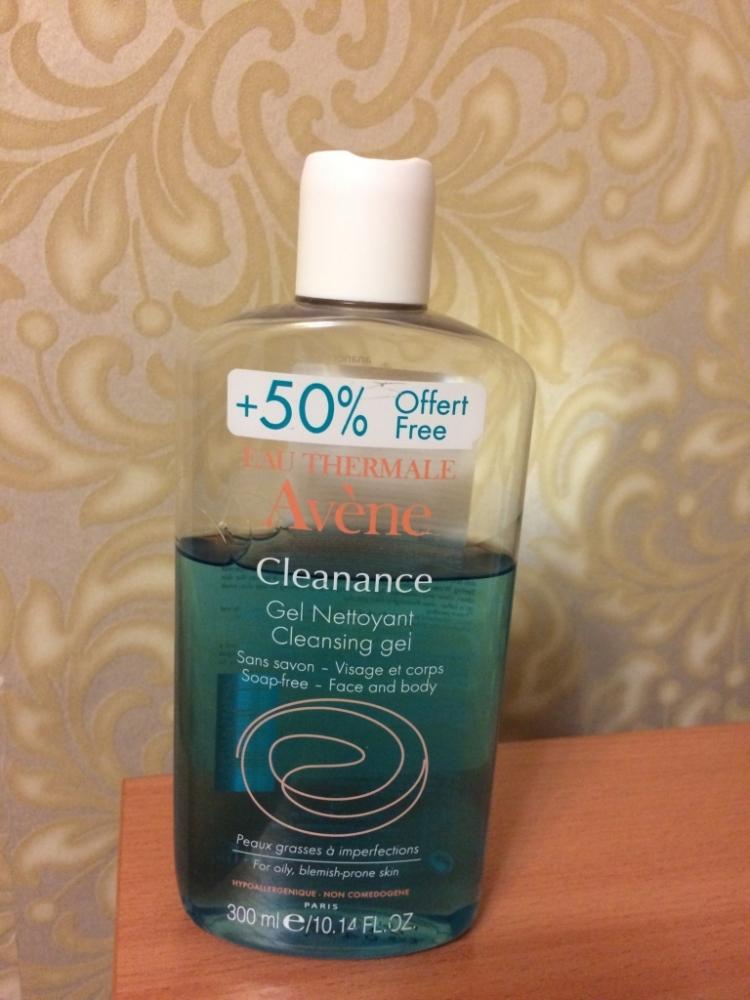 +50% Offert
Free
EAU THERMALE
Avène
Cleanance
Gel Nettoyant
Cleansing gel
Sans savon - Visage et corps
Soap-free - Face and body
Peaux grasses à imperfections
For oily, blemish-prone skin
HYPOALLERGENIQUE - NON COMEDOGENE
PARIS
300 ml e/10.14 FL.OZ.